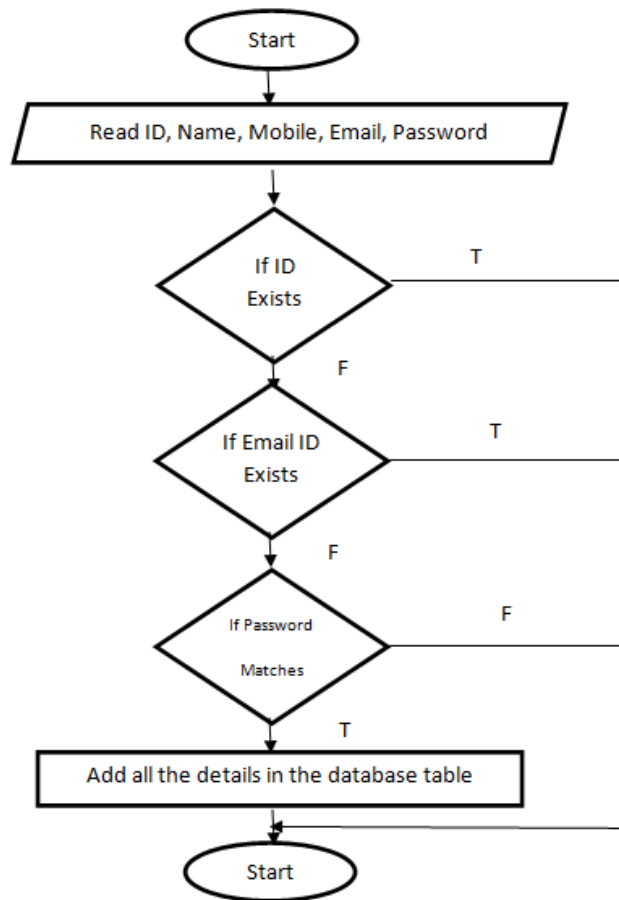 Start
Read ID, Name, Mobile, Email, Password
If ID
Exists
T
F
If Email ID
Exists
T
F
If Password
Matches
F
T
Add all the details in the database table
Start